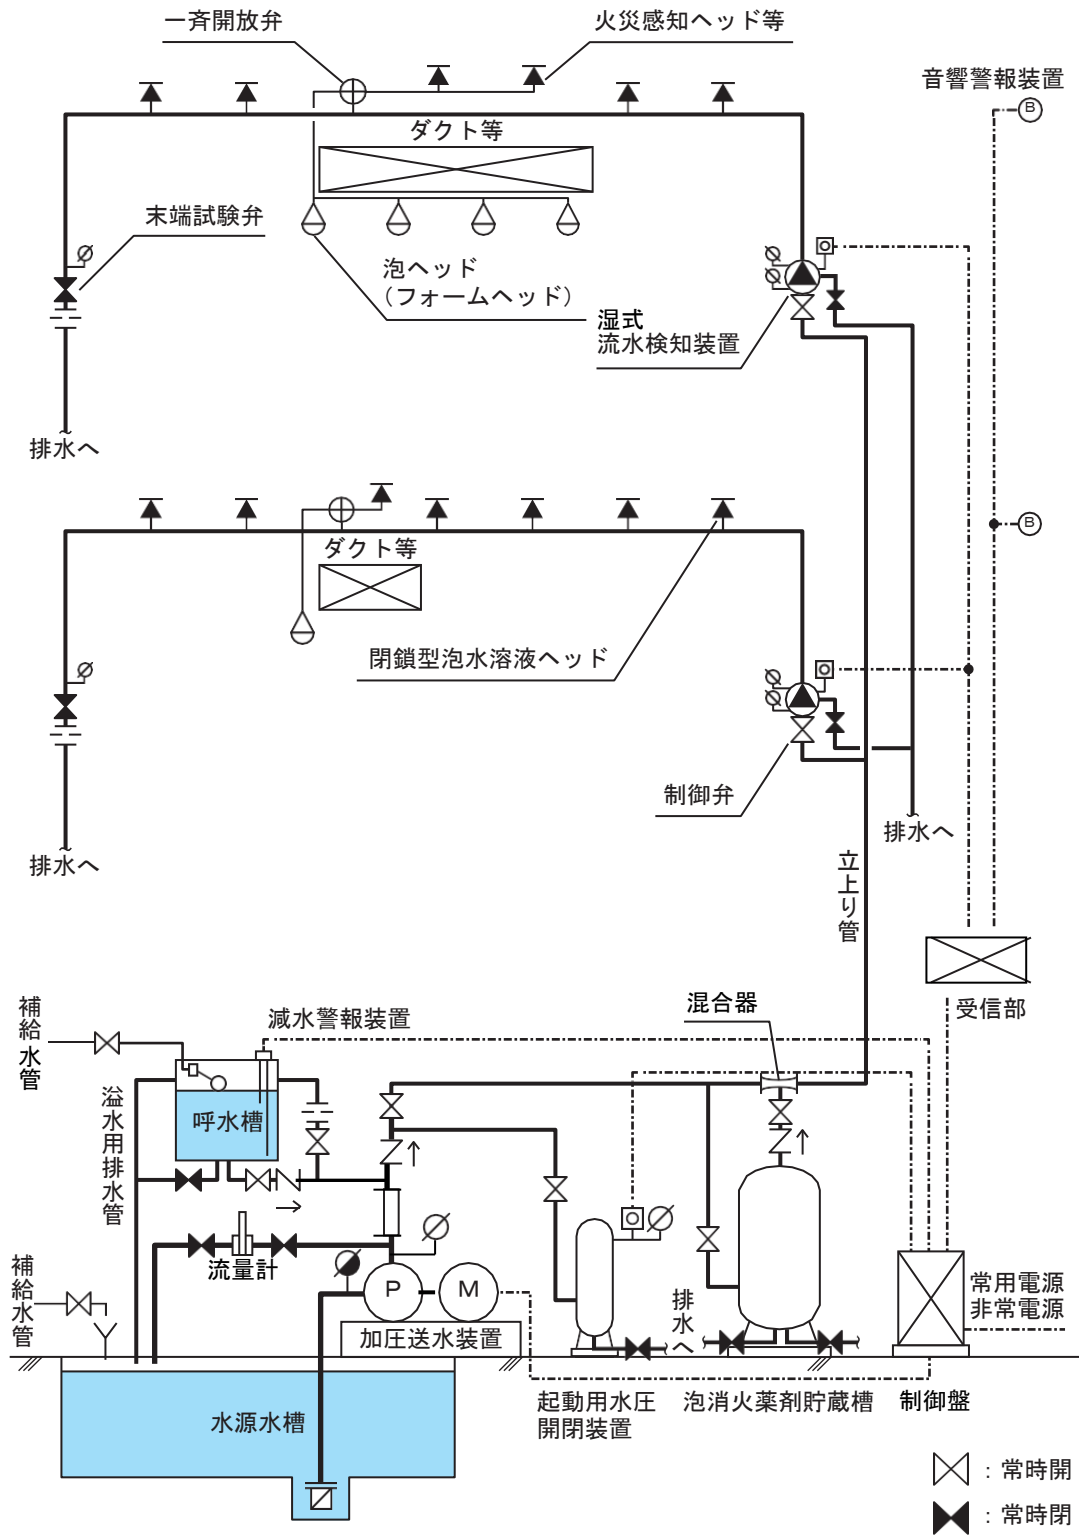 一斉開放弁
火災感知ヘッド等
音響警報装置
B
ダクト等
末端試験弁
泡ヘッド
(フォームヘッド)
湿式
流水検知装置
排水へ
B
ダクト等
閉鎖型泡水溶液ヘッド
制御弁
排水へ
排水へ
立上り管
受信部
混合器
減水警報装置
補給水管
呼水槽
溢水用排水管
流量計
補給水管
P
M
加圧送水装置
排水へ
常用電源
非常電源
水源水槽
起動用水圧
開閉装置
泡消火薬剤貯蔵槽
制御盤
:常時開
:常時閉